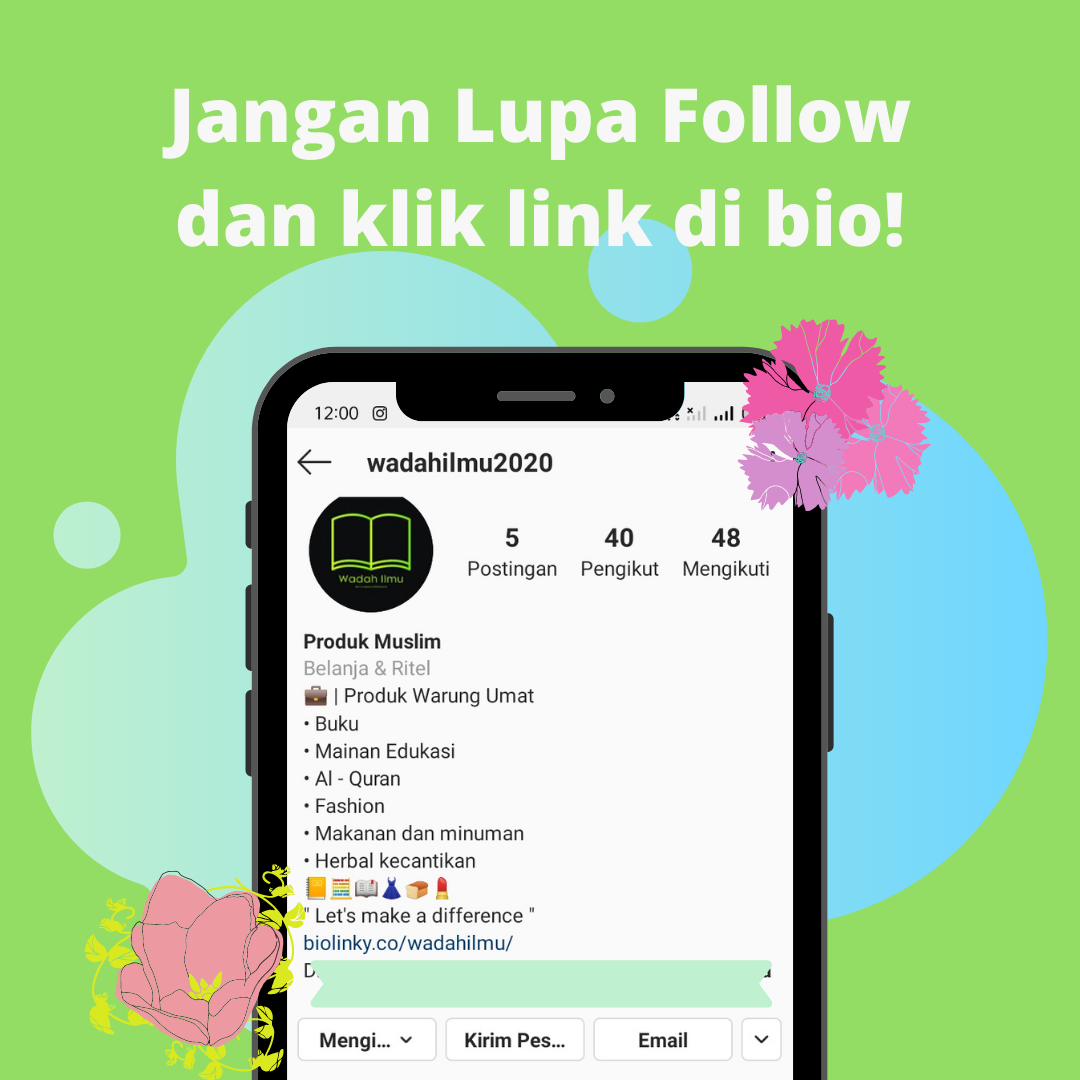 Jangan Lupa Follow
dan klik link di bio!
12:00
wadahilmu2020
Wadah Ilmu
5 40 48
Postingan Pengikut Mengikuti
Produk Muslim
Belanja & Ritel
💼 | Produk Warung Umat
• Buku
• Mainan Edukasi
• Al - Quran
• Fashion
• Makanan dan minuman
• Herbal kecantikan
📔🧮📖👗🍞💄
" Let's make a difference "
biolinky.co/wadahilmu/
Mengi... Kirim Pes... Email